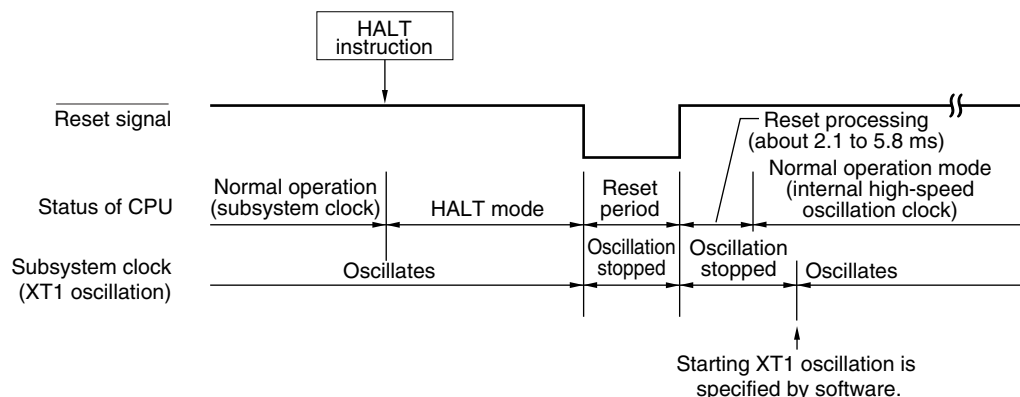 HALT
instruction
Reset signal
Reset processing
(about 2.1 to 5.8 ms)
Status of CPU
Normal operation
(subsystem clock)
HALT mode
Reset
period
Normal operation mode
(internal high-speed
oscillation clock)
Subsystem clock
(XT1 oscillation)
Oscillates
Oscillation
stopped
Oscillation
stopped
Oscillates
Starting XT1 oscillation is
specified by software.